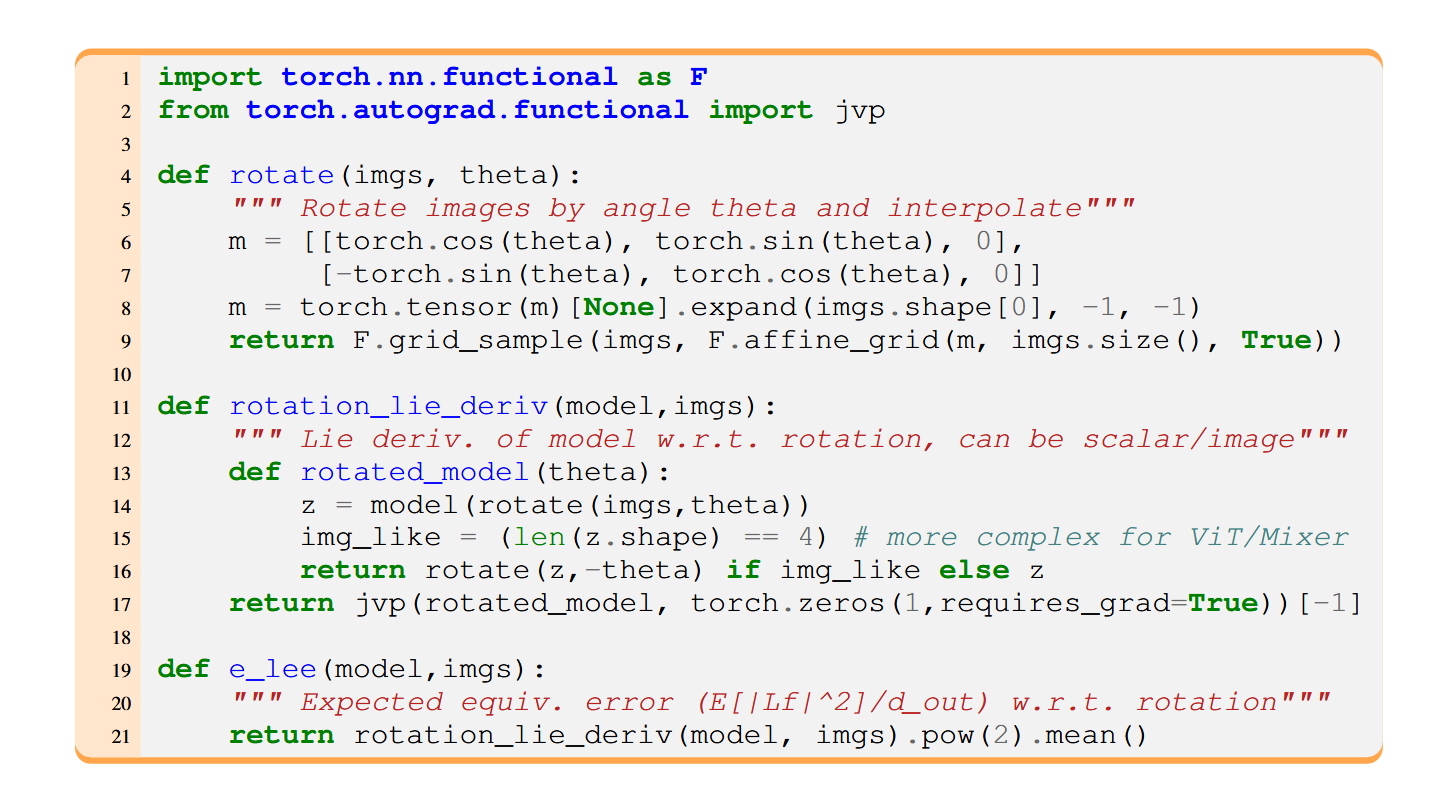 1 import torch.nn.functional as F
2 from torch.autograd.functional import jvp
3
4 def rotate(imgs, theta):
5     """ Rotate images by angle theta and interpolate"""
6     m = [[torch.cos(theta), torch.sin(theta), 0],
7          [-torch.sin(theta), torch.cos(theta), 0]]
8     m = torch.tensor(m)[None].expand(imgs.shape[0], -1, -1)
9     return F.grid_sample(imgs, F.affine_grid(m, imgs.size(), True))
10
11 def rotation_lie_deriv(model,imgs):
12     """ Lie deriv. of model w.r.t. rotation, can be scalar/image"""
13     def rotated_model(theta):
14         z = model(rotate(imgs,theta))
15         img_like = (len(z.shape) == 4) # more complex for ViT/Mixer
16         return rotate(z,-theta) if img_like else z
17     return jvp(rotated_model, torch.zeros(1,requires_grad=True))[-1]
18
19 def e_lee(model,imgs):
20     """ Expected equiv. error (E[|Lf|^2]/d_out) w.r.t. rotation"""
21     return rotation_lie_deriv(model, imgs).pow(2).mean()